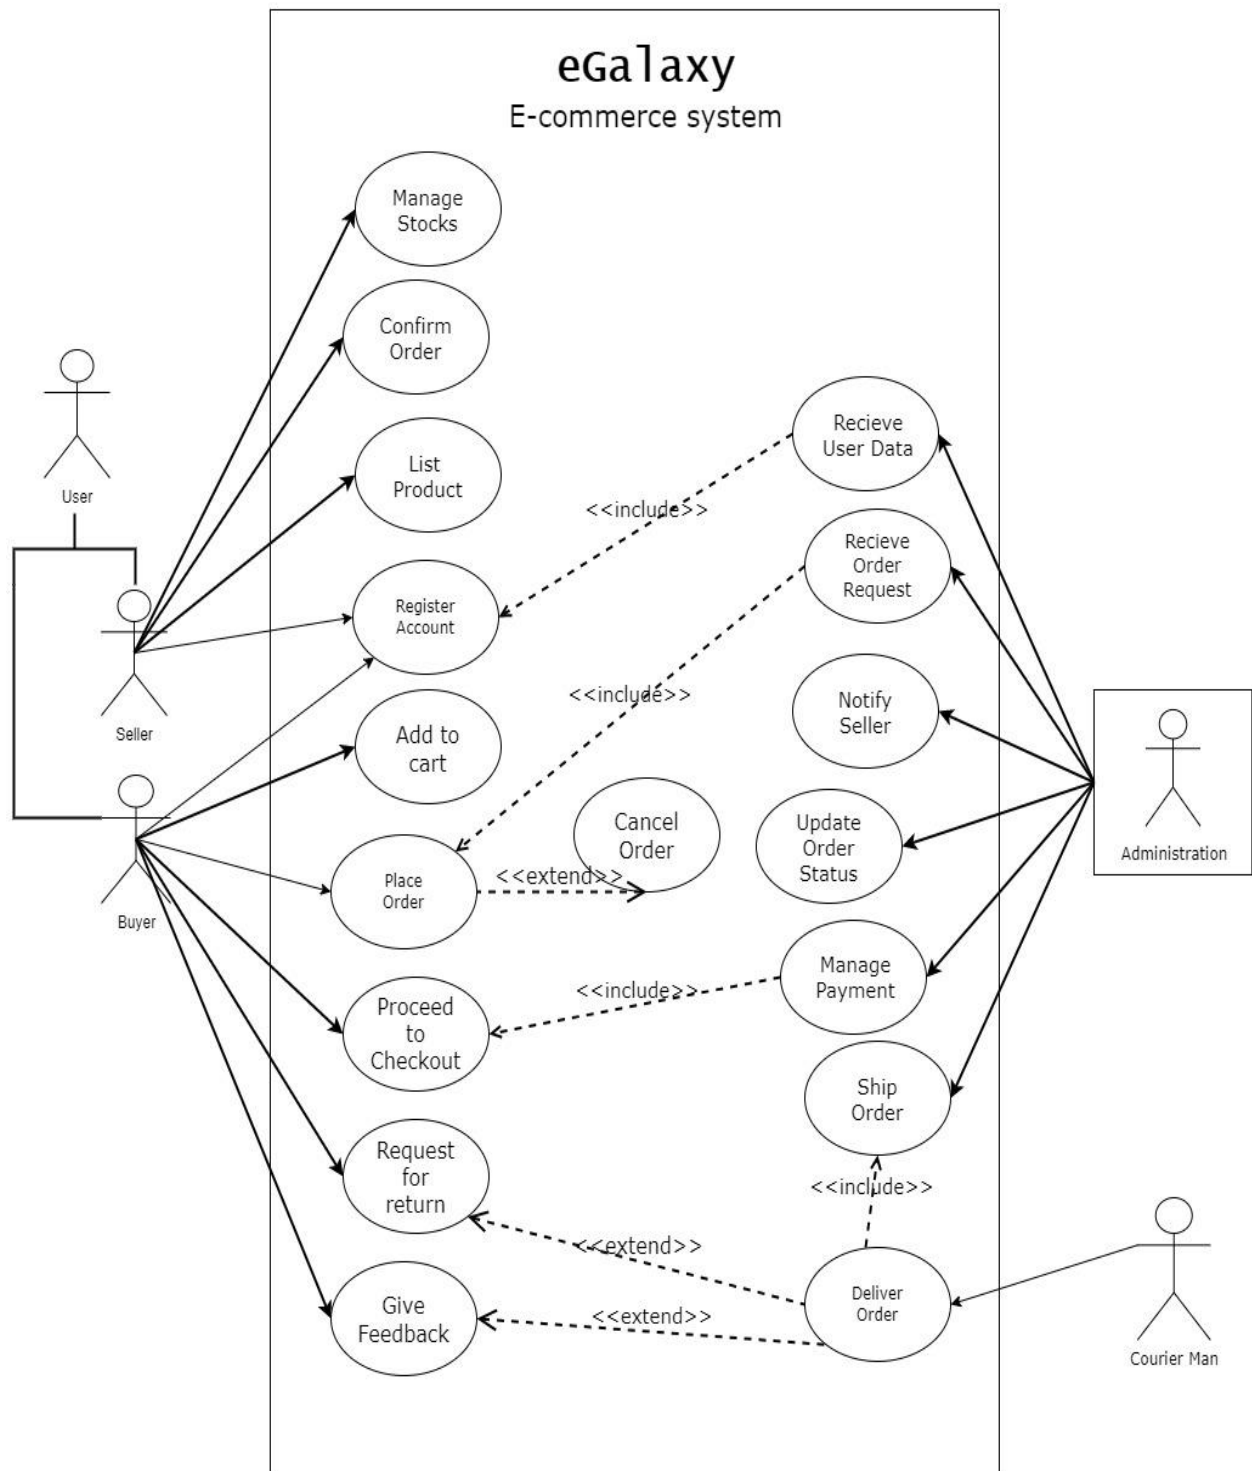 eGalaxy
E-commerce system
Manage
Stocks
Confirm
Order
List
Product
Register
Account
Add to
cart
Place
Order
Proceed
to
Checkout
Request
for
return
Give
Feedback
User
Seller
Buyer
<<include>>
<<include>>
<<extend>>
<<include>>
<<extend>>
<<extend>>
<<include>>
Cancel
Order
Recieve
User Data
Recieve
Order
Request
Notify
Seller
Update
Order
Status
Manage
Payment
Ship
Order
Deliver
Order
Administration
Courier Man